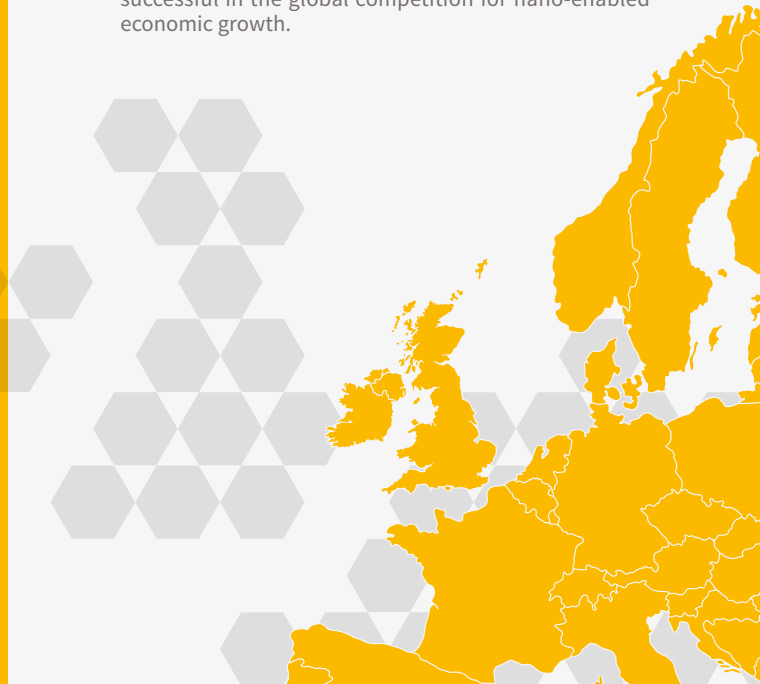 successful in the global competition for nano-enabled
economic growth.